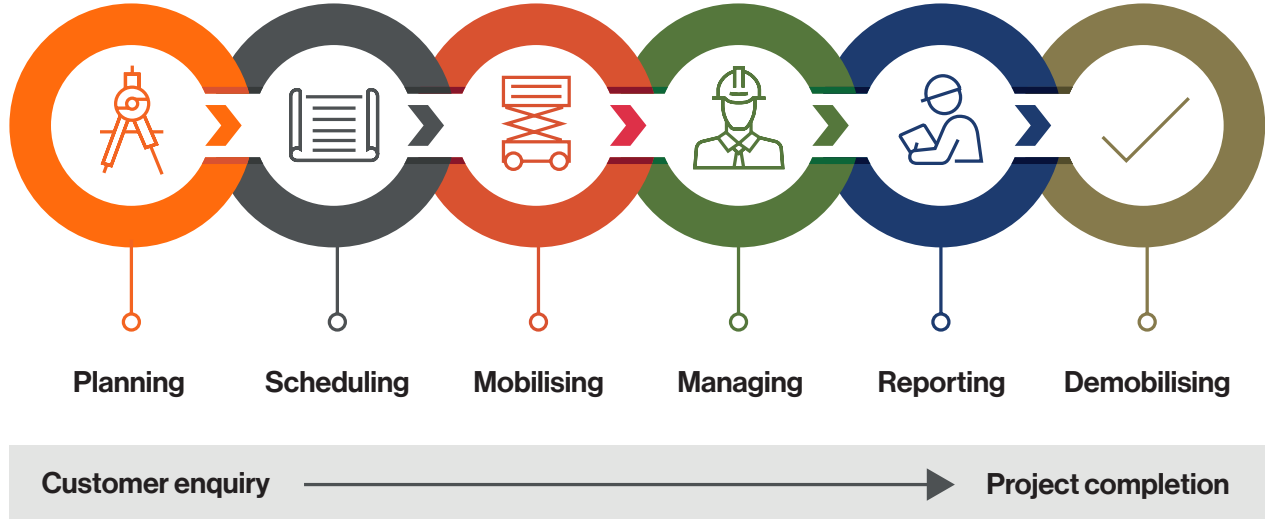 Planning
Scheduling
Mobilising
Managing
Reporting
Demobilising
Customer enquiry
Project completion